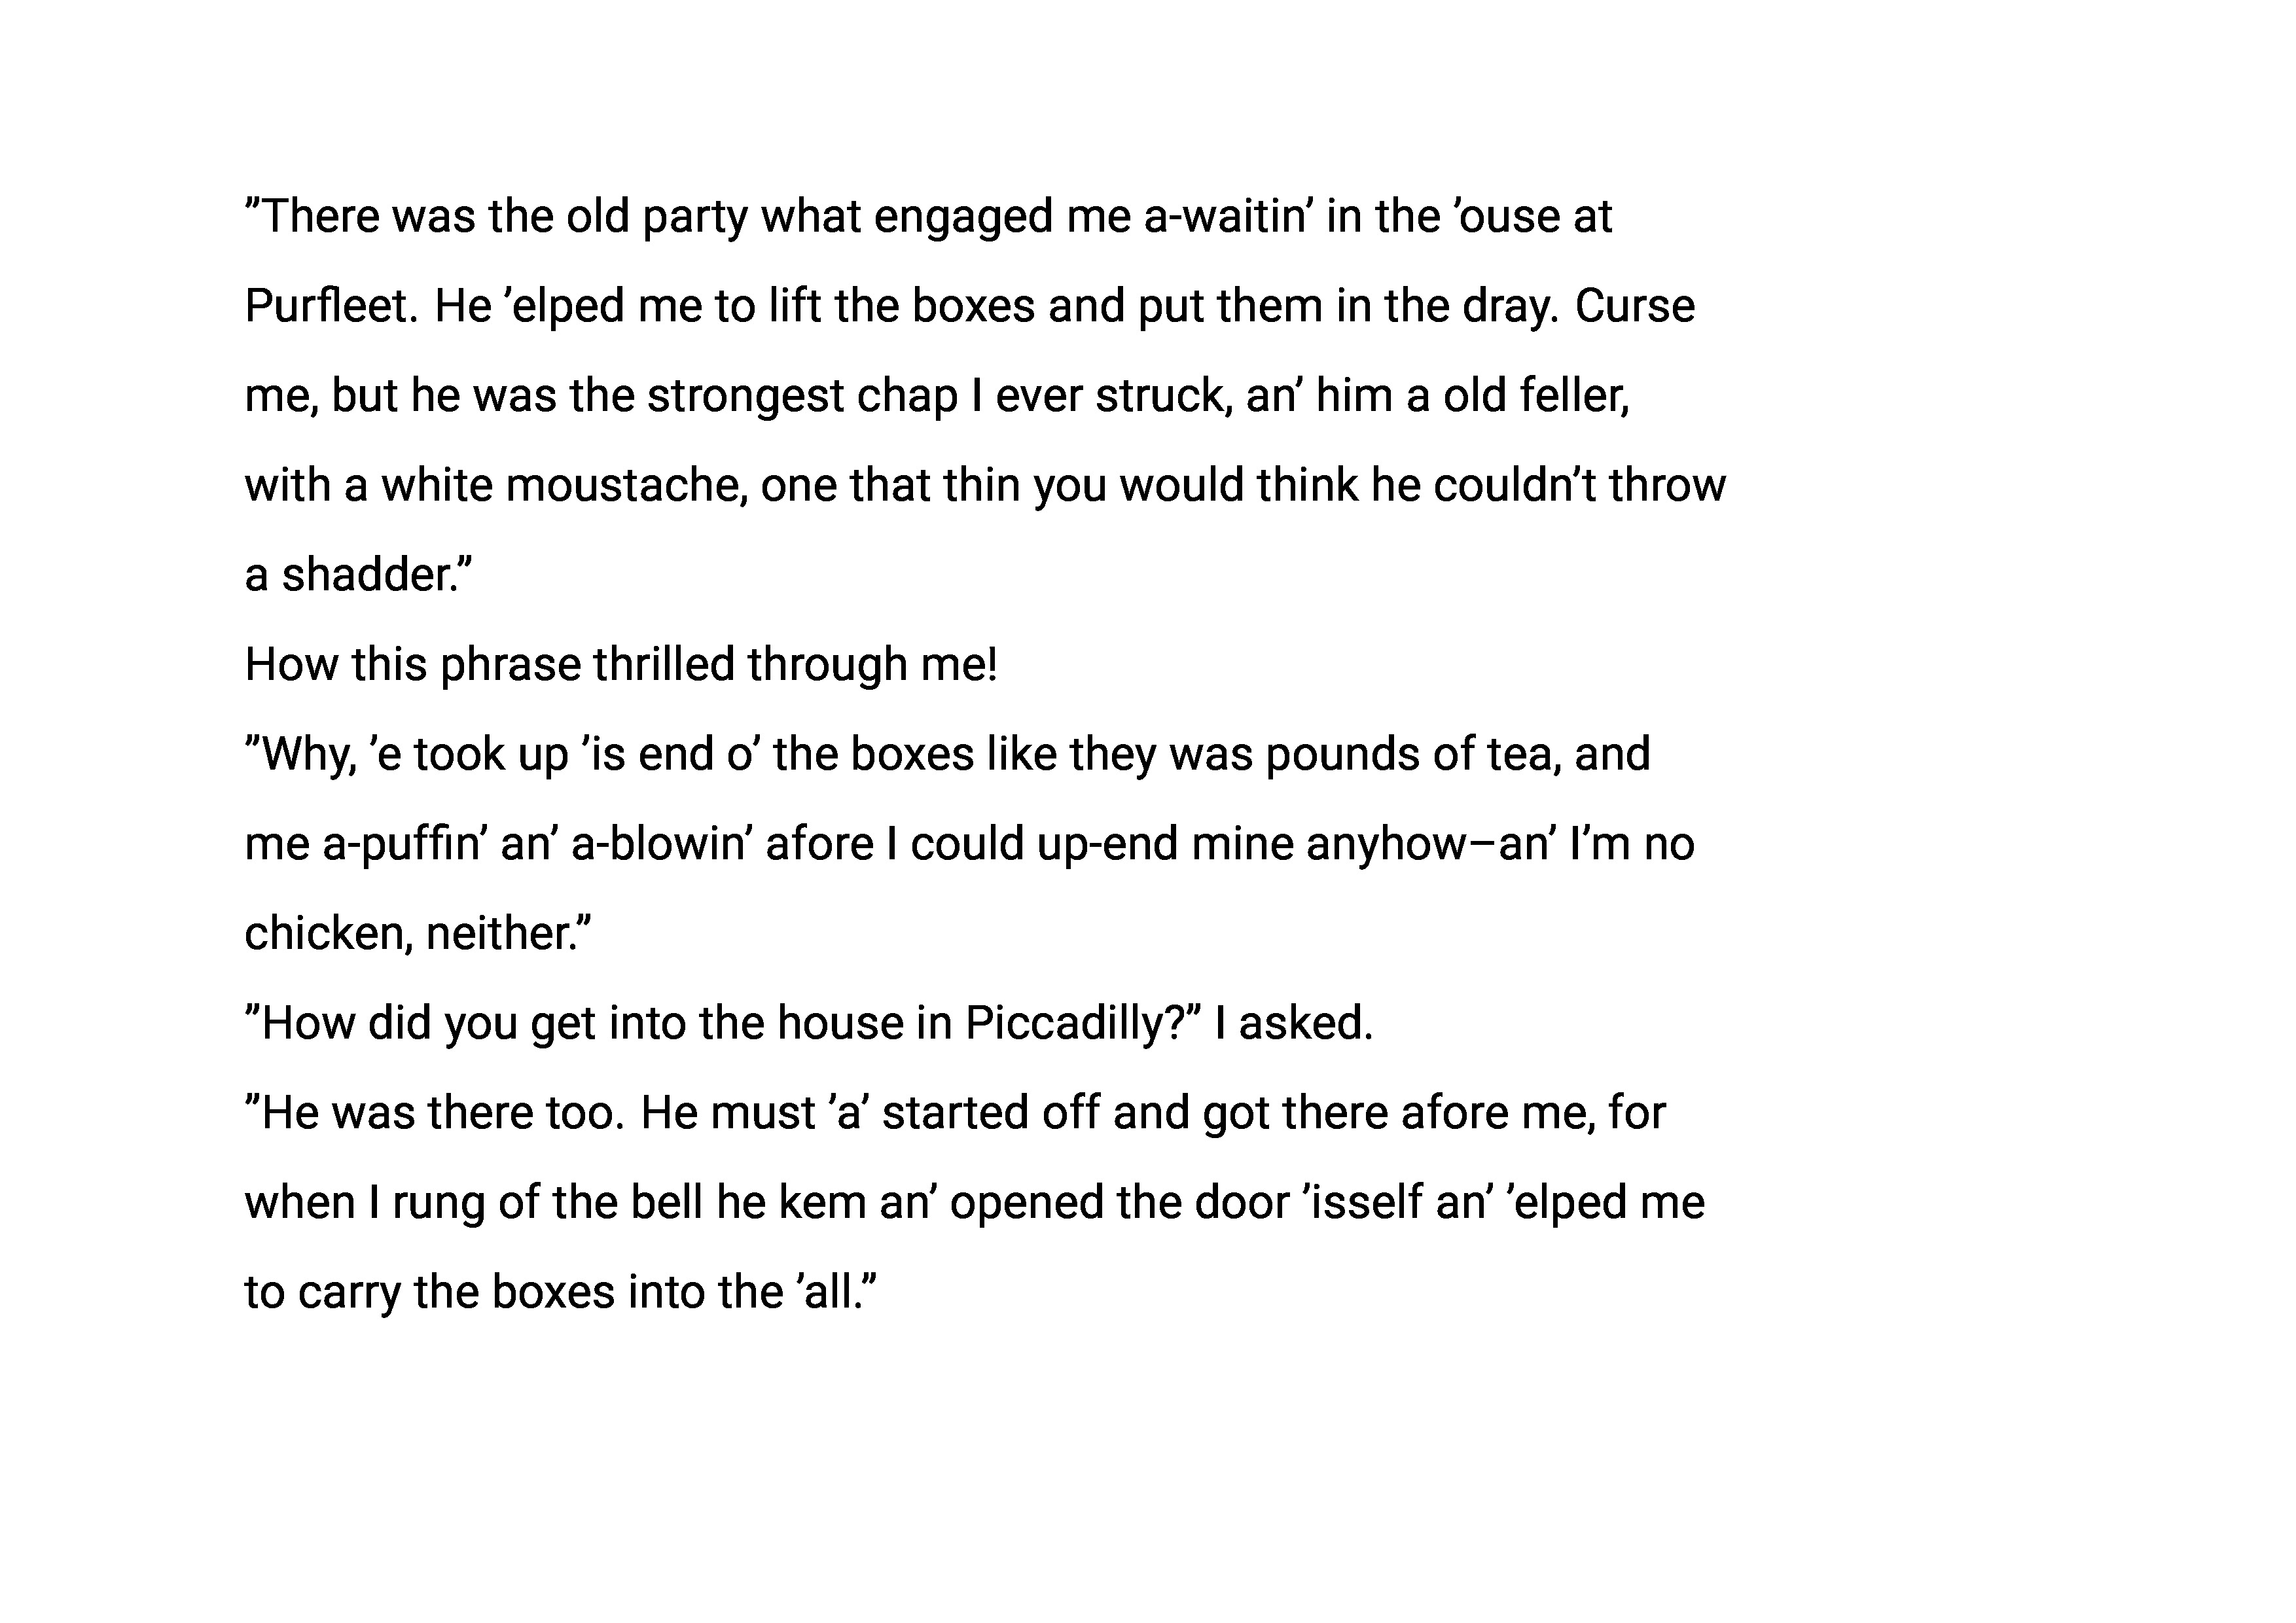 ”There was the old party what engaged me a-waitin’ in the ’ouse at
Purfleet. He ’elped me to lift the boxes and put them in the dray. Curse
me, but he was the strongest chap I ever struck, an’ him a old feller,
with a white moustache, one that thin you would think he couldn’t throw
a shadder.”
How this phrase thrilled through me!
”Why, ’e took up ’is end o’ the boxes like they was pounds of tea, and
me a-puffin’ an’ a-blowin’ afore I could up-end mine anyhow–an’ I’m no
chicken, neither.”
”How did you get into the house in Piccadilly?” I asked.
”He was there too. He must ’a’ started off and got there afore me, for
when I rung of the bell he kem an’ opened the door ’isself an’ ’elped me
to carry the boxes into the ’all.”